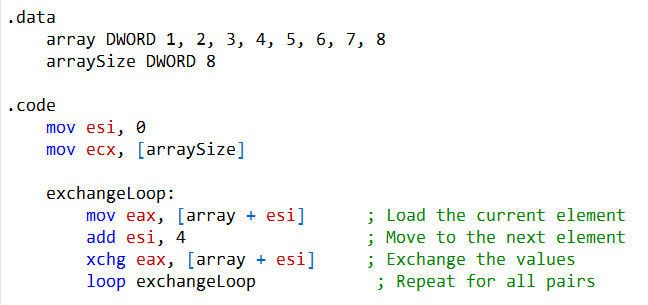 .data
    array DWORD 1, 2, 3, 4, 5, 6, 7, 8
    arraySize DWORD 8

.code
    mov esi, 0
    mov ecx, [arraySize]

    exchangeLoop:
        mov eax, [array + esi]      ; Load the current element
        add esi, 4                  ; Move to the next element
        xchg eax, [array + esi]     ; Exchange the values
        loop exchangeLoop            ; Repeat for all pairs